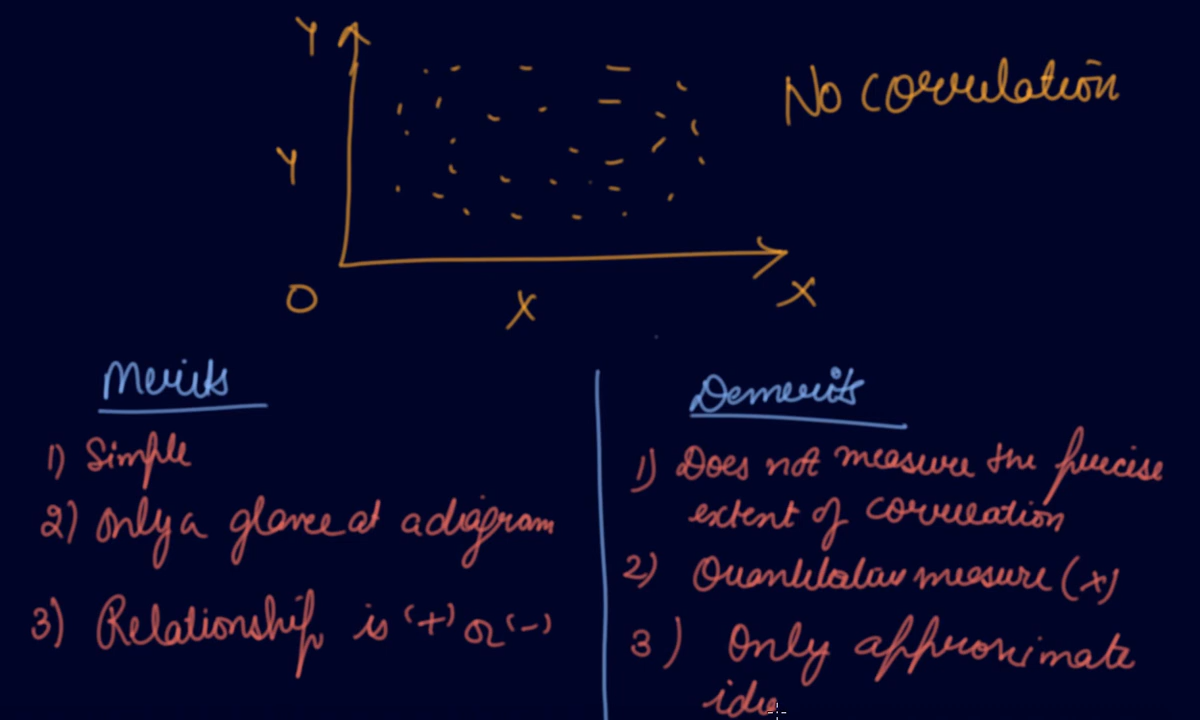 Y
No correlation
Y
O
X
X
Merits
Demerits
1) Simple
2) Only a glance at a diagram
3) Relationship is (+) or (-)
1) Does not measure the precise
extent of correlation
2) Quantitative measure (x)
3) Only approximate
idea